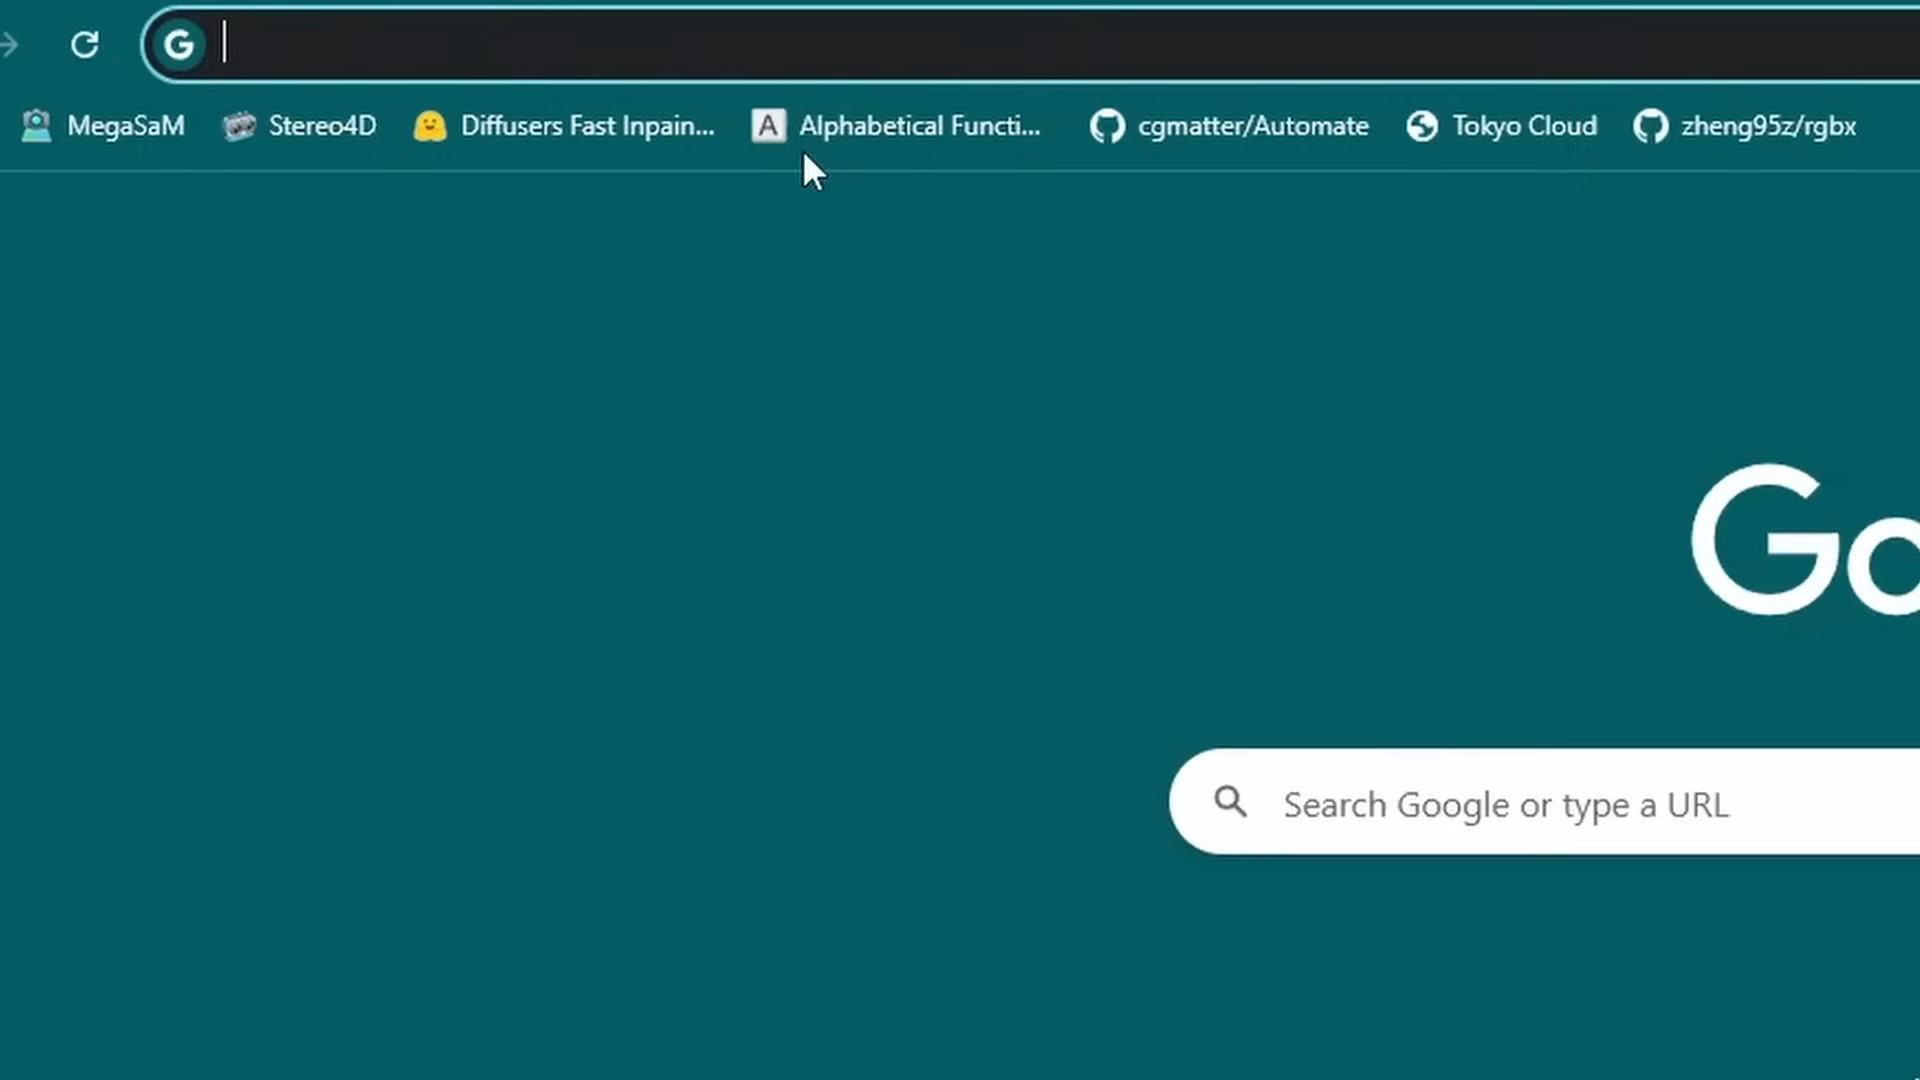 G
MegaSaM Stereo4D Diffusers Fast Inpain... A Alphabetical Functi... cgmatter/Automate Tokyo Cloud zheng95z/rgbx
Go
Search Google or type a URL